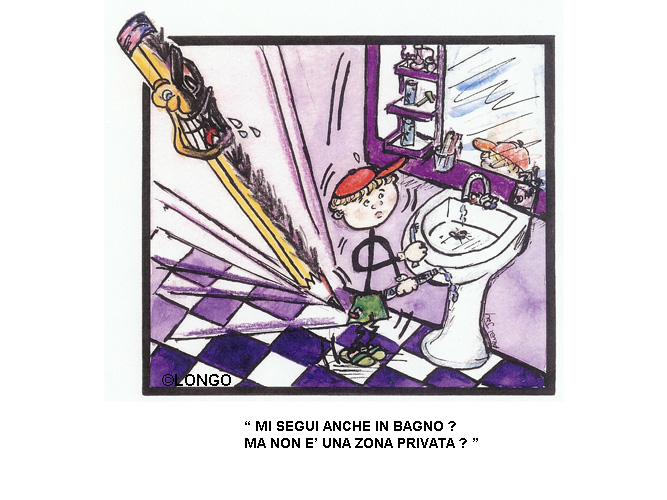 ©LONGO
“ MI SEGUI ANCHE IN BAGNO ?
MA NON E’ UNA ZONA PRIVATA ? ”